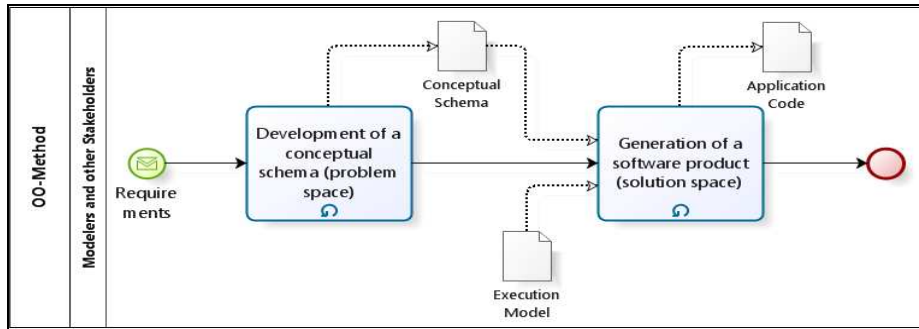 OO-Method
Modelers and other Stakeholders
Require
ments
Development of a
conceptual
schema (problem
space)
Conceptual
Schema
Execution
Model
Generation of a
software product
(solution space)
Application
Code